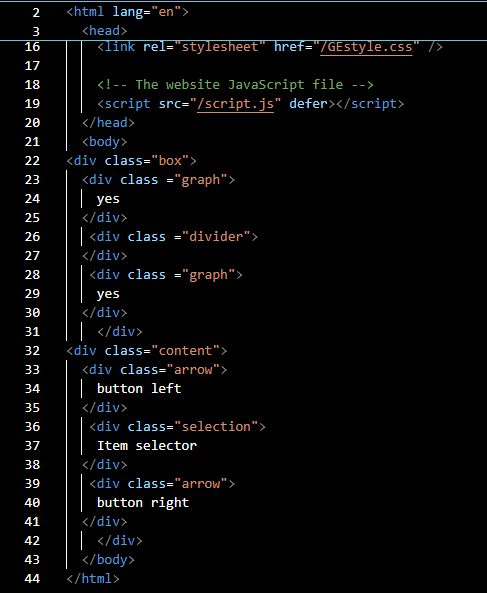 2 <html lang="en">
3 <head>
16 <link rel="stylesheet" href="/GEstyle.css" />
17
18 <!-- The website JavaScript file -->
19 <script src="/script.js" defer></script>
20 </head>
21 <body>
22 <div class="box">
23 <div class ="graph">
24 yes
25 </div>
26 <div class ="divider">
27 </div>
28 <div class ="graph">
29 yes
30 </div>
31 </div>
32 <div class="content">
33 <div class="arrow">
34 button left
35 </div>
36 <div class="selection">
37 Item selector
38 </div>
39 <div class="arrow">
40 button right
41 </div>
42 </div>
43 </body>
44 </html>